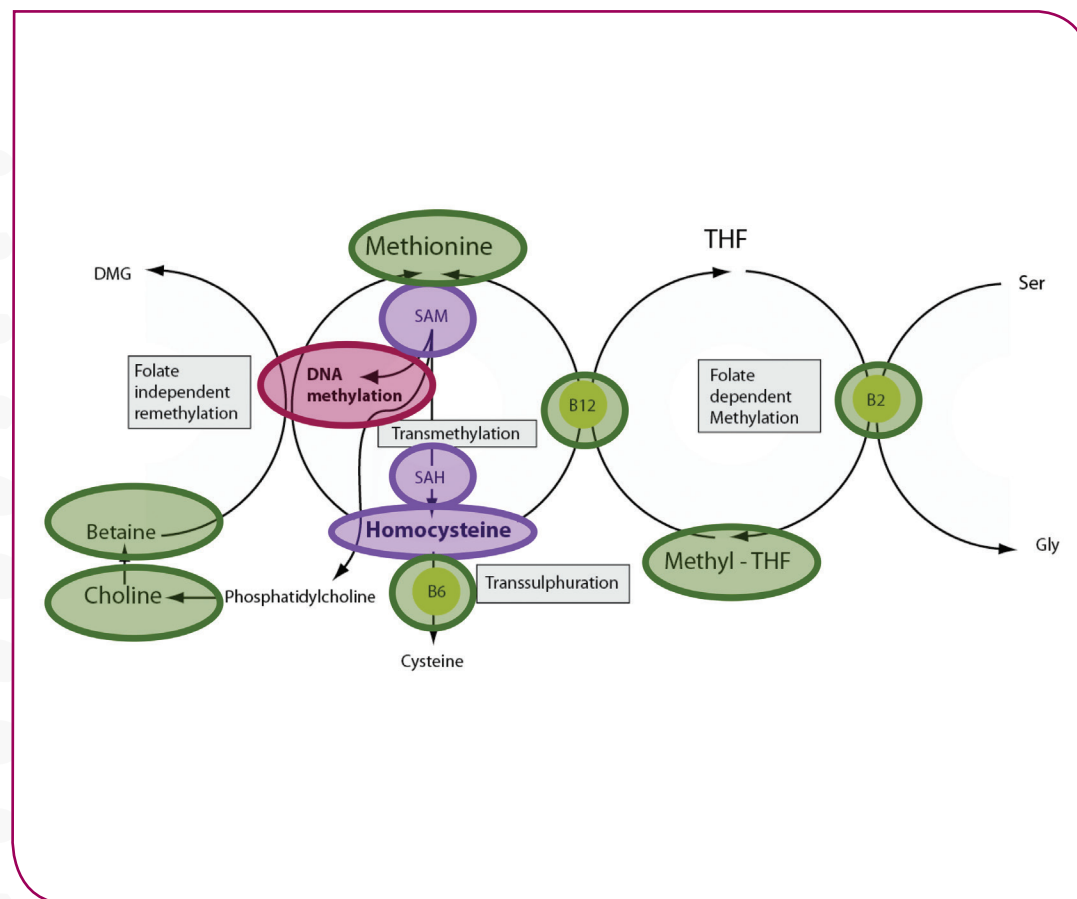 Methionine
THF
DMG
Ser
SAM
Folate
independent
remethylation
DNA
methylation
Folate
dependent
Methylation
B12
B2
Transmethylation
SAH
Homocysteine
Betaine
Methyl - THF
Gly
Choline
Phosphatidylcholine
B6
Transsulphuration
Cysteine